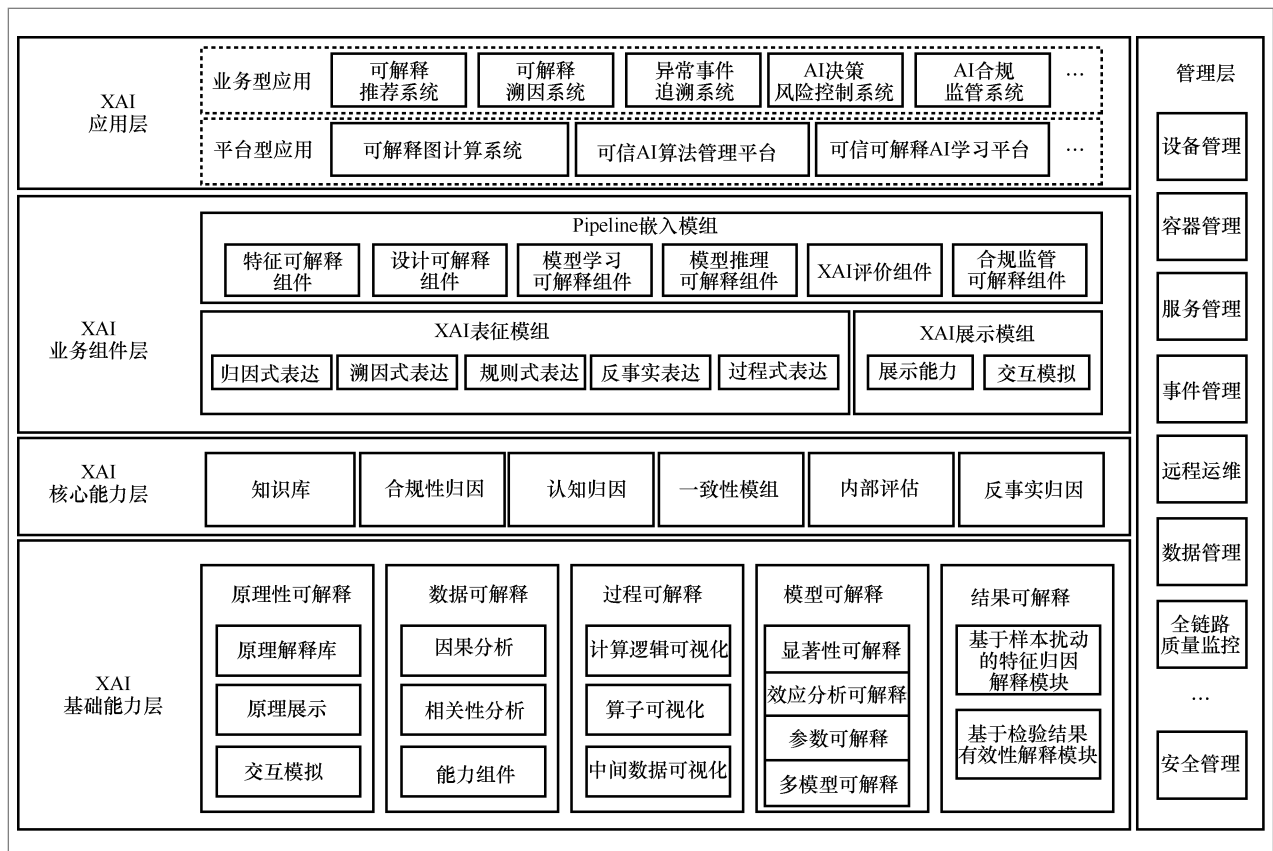 XAI
应用层
业务型应用
可解释
推荐系统
可解释
溯因系统
异常事件
追溯系统
AI决策
风险控制系统
AI合规
监管系统
…
平台型应用
可解释图计算系统
可信AI算法管理平台
可信可解释AI学习平台
…
XAI
业务组件层
Pipeline嵌入模组
特征可解释
组件
设计可解释
组件
模型学习
可解释组件
模型推理
可解释组件
XAI评价组件
合规监管
可解释组件
XAI表征模组
归因式表达
溯因式表达
规则式表达
反事实表达
过程式表达
XAI展示模组
展示能力
交互模拟
XAI
核心能力层
知识库
合规性归因
认知归因
一致性模组
内部评估
反事实归因
XAI
基础能力层
原理性可解释
原理解释库
原理展示
交互模拟
数据可解释
因果分析
相关性分析
能力组件
过程可解释
计算逻辑可视化
算子可视化
中间数据可视化
模型可解释
显著性可解释
效应分析可解释
参数可解释
多模型可解释
结果可解释
基于样本扰动
的特征归因
解释模块
基于检验结果
有效性解释模块
管理层
设备管理
容器管理
服务管理
事件管理
远程运维
数据管理
全链路
质量监控
…
安全管理